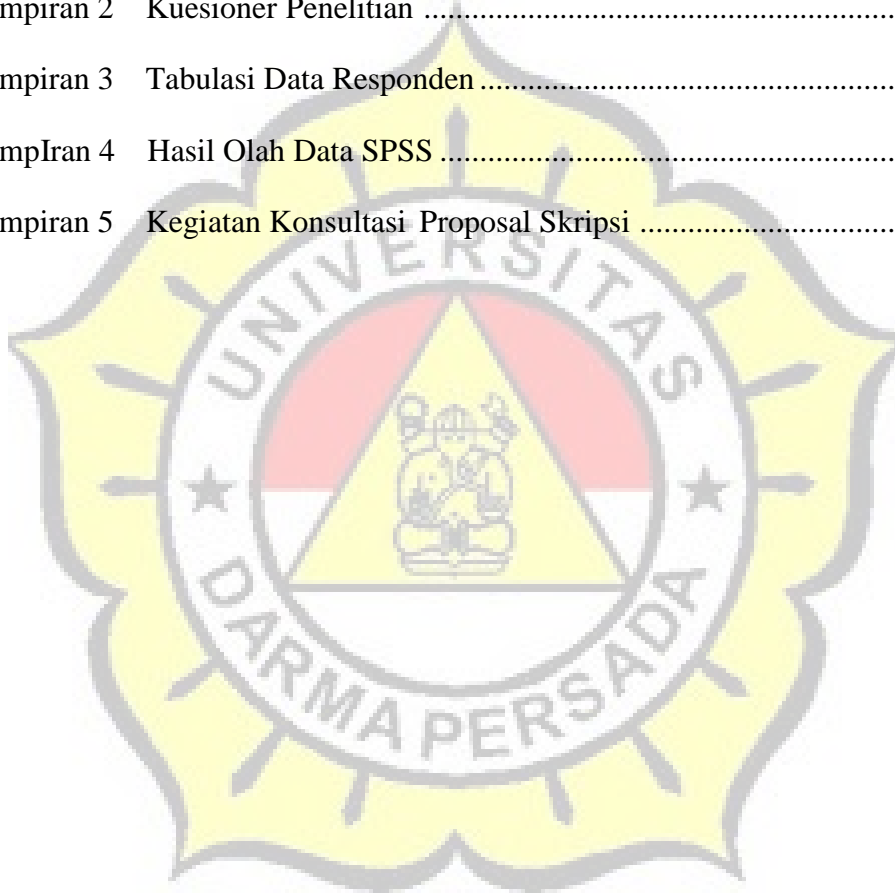 mpiran 2 Kuesioner Penelitian ............................................................
mpiran 3 Tabulasi Data Responden .....................................................
mpIran 4 Hasil Olah Data SPSS ..........................................................
mpiran 5 Kegiatan Konsultasi Proposal Skripsi .................................
UNIVERSITAS
DARMA PERSADA